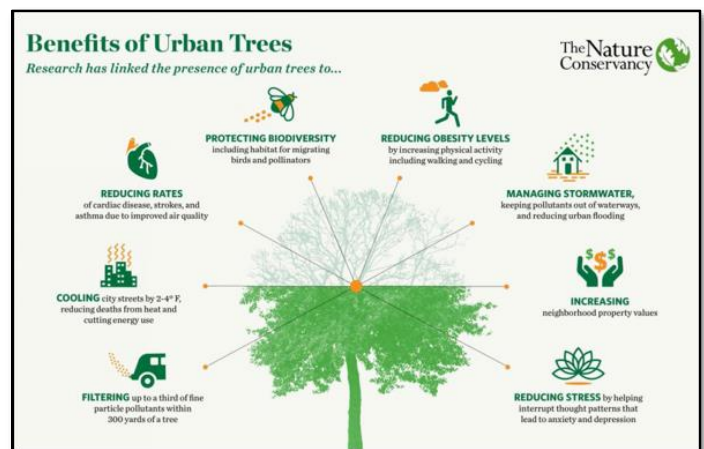 Benefits of Urban Trees
Research has linked the presence of urban trees to...
The Nature
Conservancy
PROTECTING BIODIVERSITY
including habitat for migrating
birds and pollinators
REDUCING OBESITY LEVELS
by increasing physical activity
including walking and cycling
REDUCING RATES
of cardiac disease, strokes, and
asthma due to improved air quality
MANAGING STORMWATER,
keeping pollutants out of waterways,
and reducing urban flooding
COOLING city streets by 2-4° F,
reducing deaths from heat and
cutting energy use
$$$
INCREASING
neighborhood property values
FILTERING up to a third of fine
particle pollutants within
300 yards of a tree
REDUCING STRESS by helping
interrupt thought patterns that
lead to anxiety and depression